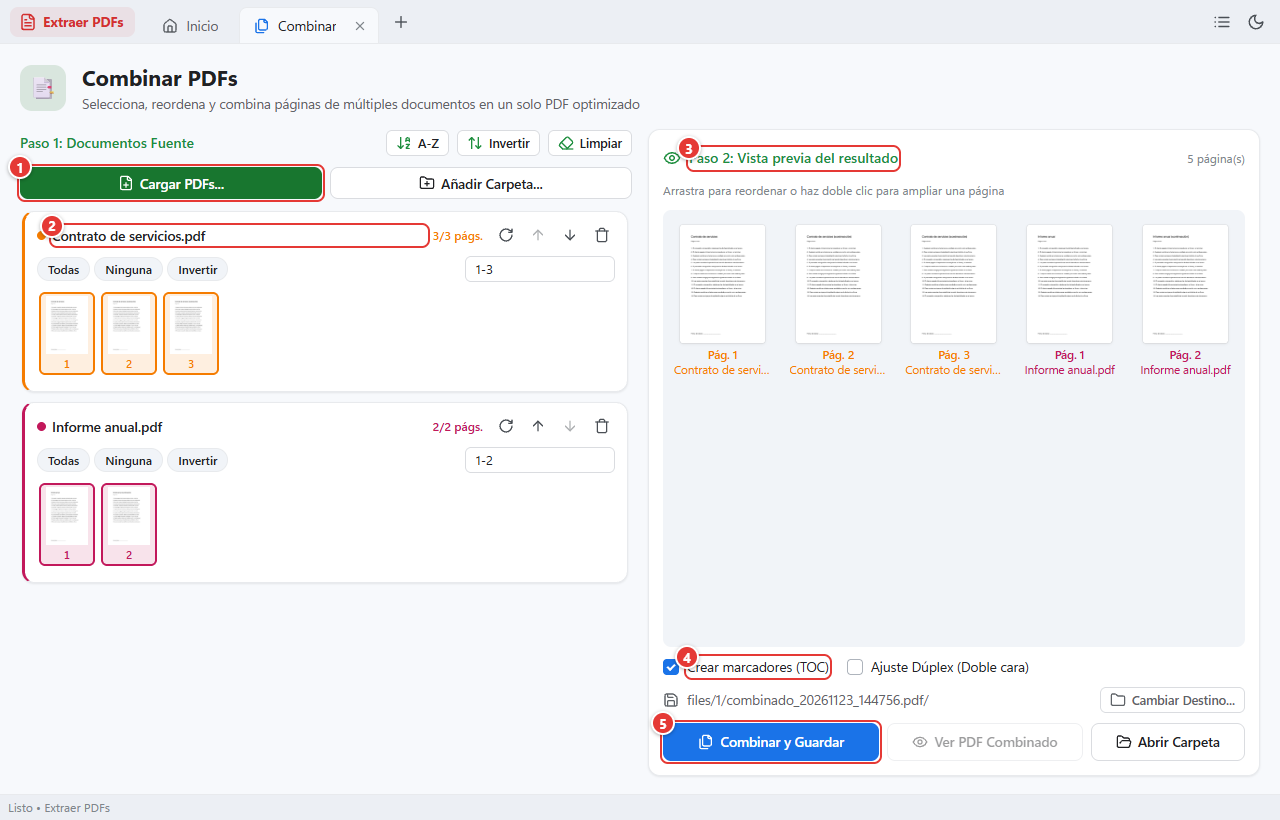 Extraer PDFs
Inicio
Combinar
Combinar PDFs
Selecciona, reordena y combina páginas de múltiples documentos en un solo PDF optimizado
Paso 1: Documentos Fuente
A-Z
Invertir
Limpiar
1
Cargar PDFs...
Añadir Carpeta...
2
Contrato de servicios.pdf
3/3 págs.
Todas
Ninguna
Invertir
1-3
1
2
3
Informe anual.pdf
2/2 págs.
Todas
Ninguna
Invertir
1-2
1
2
3
Paso 2: Vista previa del resultado
5 página(s)
Arrastra para reordenar o haz doble clic para ampliar una página
Pág. 1
Contrato de servi...
Pág. 2
Contrato de servi...
Pág. 3
Contrato de servi...
Pág. 1
Informe anual.pdf
Pág. 2
Informe anual.pdf
4
Crear marcadores (TOC)
Ajuste Dúplex (Doble cara)
files/1/combinado_20261123_144756.pdf/
Cambiar Destino...
5
Combinar y Guardar
Ver PDF Combinado
Abrir Carpeta
Listo • Extraer PDFs